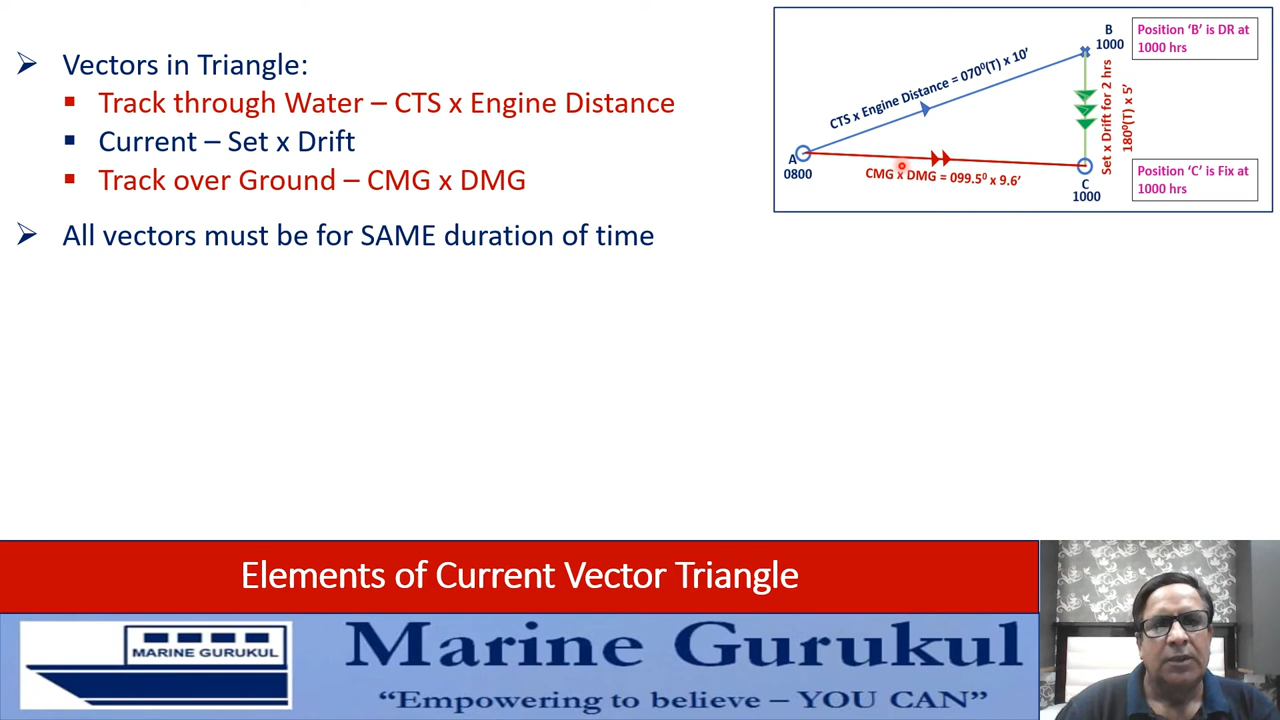 ➢ Vectors in Triangle:
▪ Track through Water – CTS x Engine Distance
▪ Current – Set x Drift
▪ Track over Ground – CMG x DMG
➢ All vectors must be for SAME duration of time
CTS x Engine Distance = 070⁰(T) x 10’
B
1000
Position ‘B’ is DR at
1000 hrs
Set x Drift for 2 hrs
180⁰(T) x 5’
A
0800
CMG x DMG = 099.5⁰ x 9.6’
C
1000
Position ‘C’ is Fix at
1000 hrs
Elements of Current Vector Triangle
MARINE GURUKUL
Marine Gurukul
“Empowering to believe – YOU CAN”